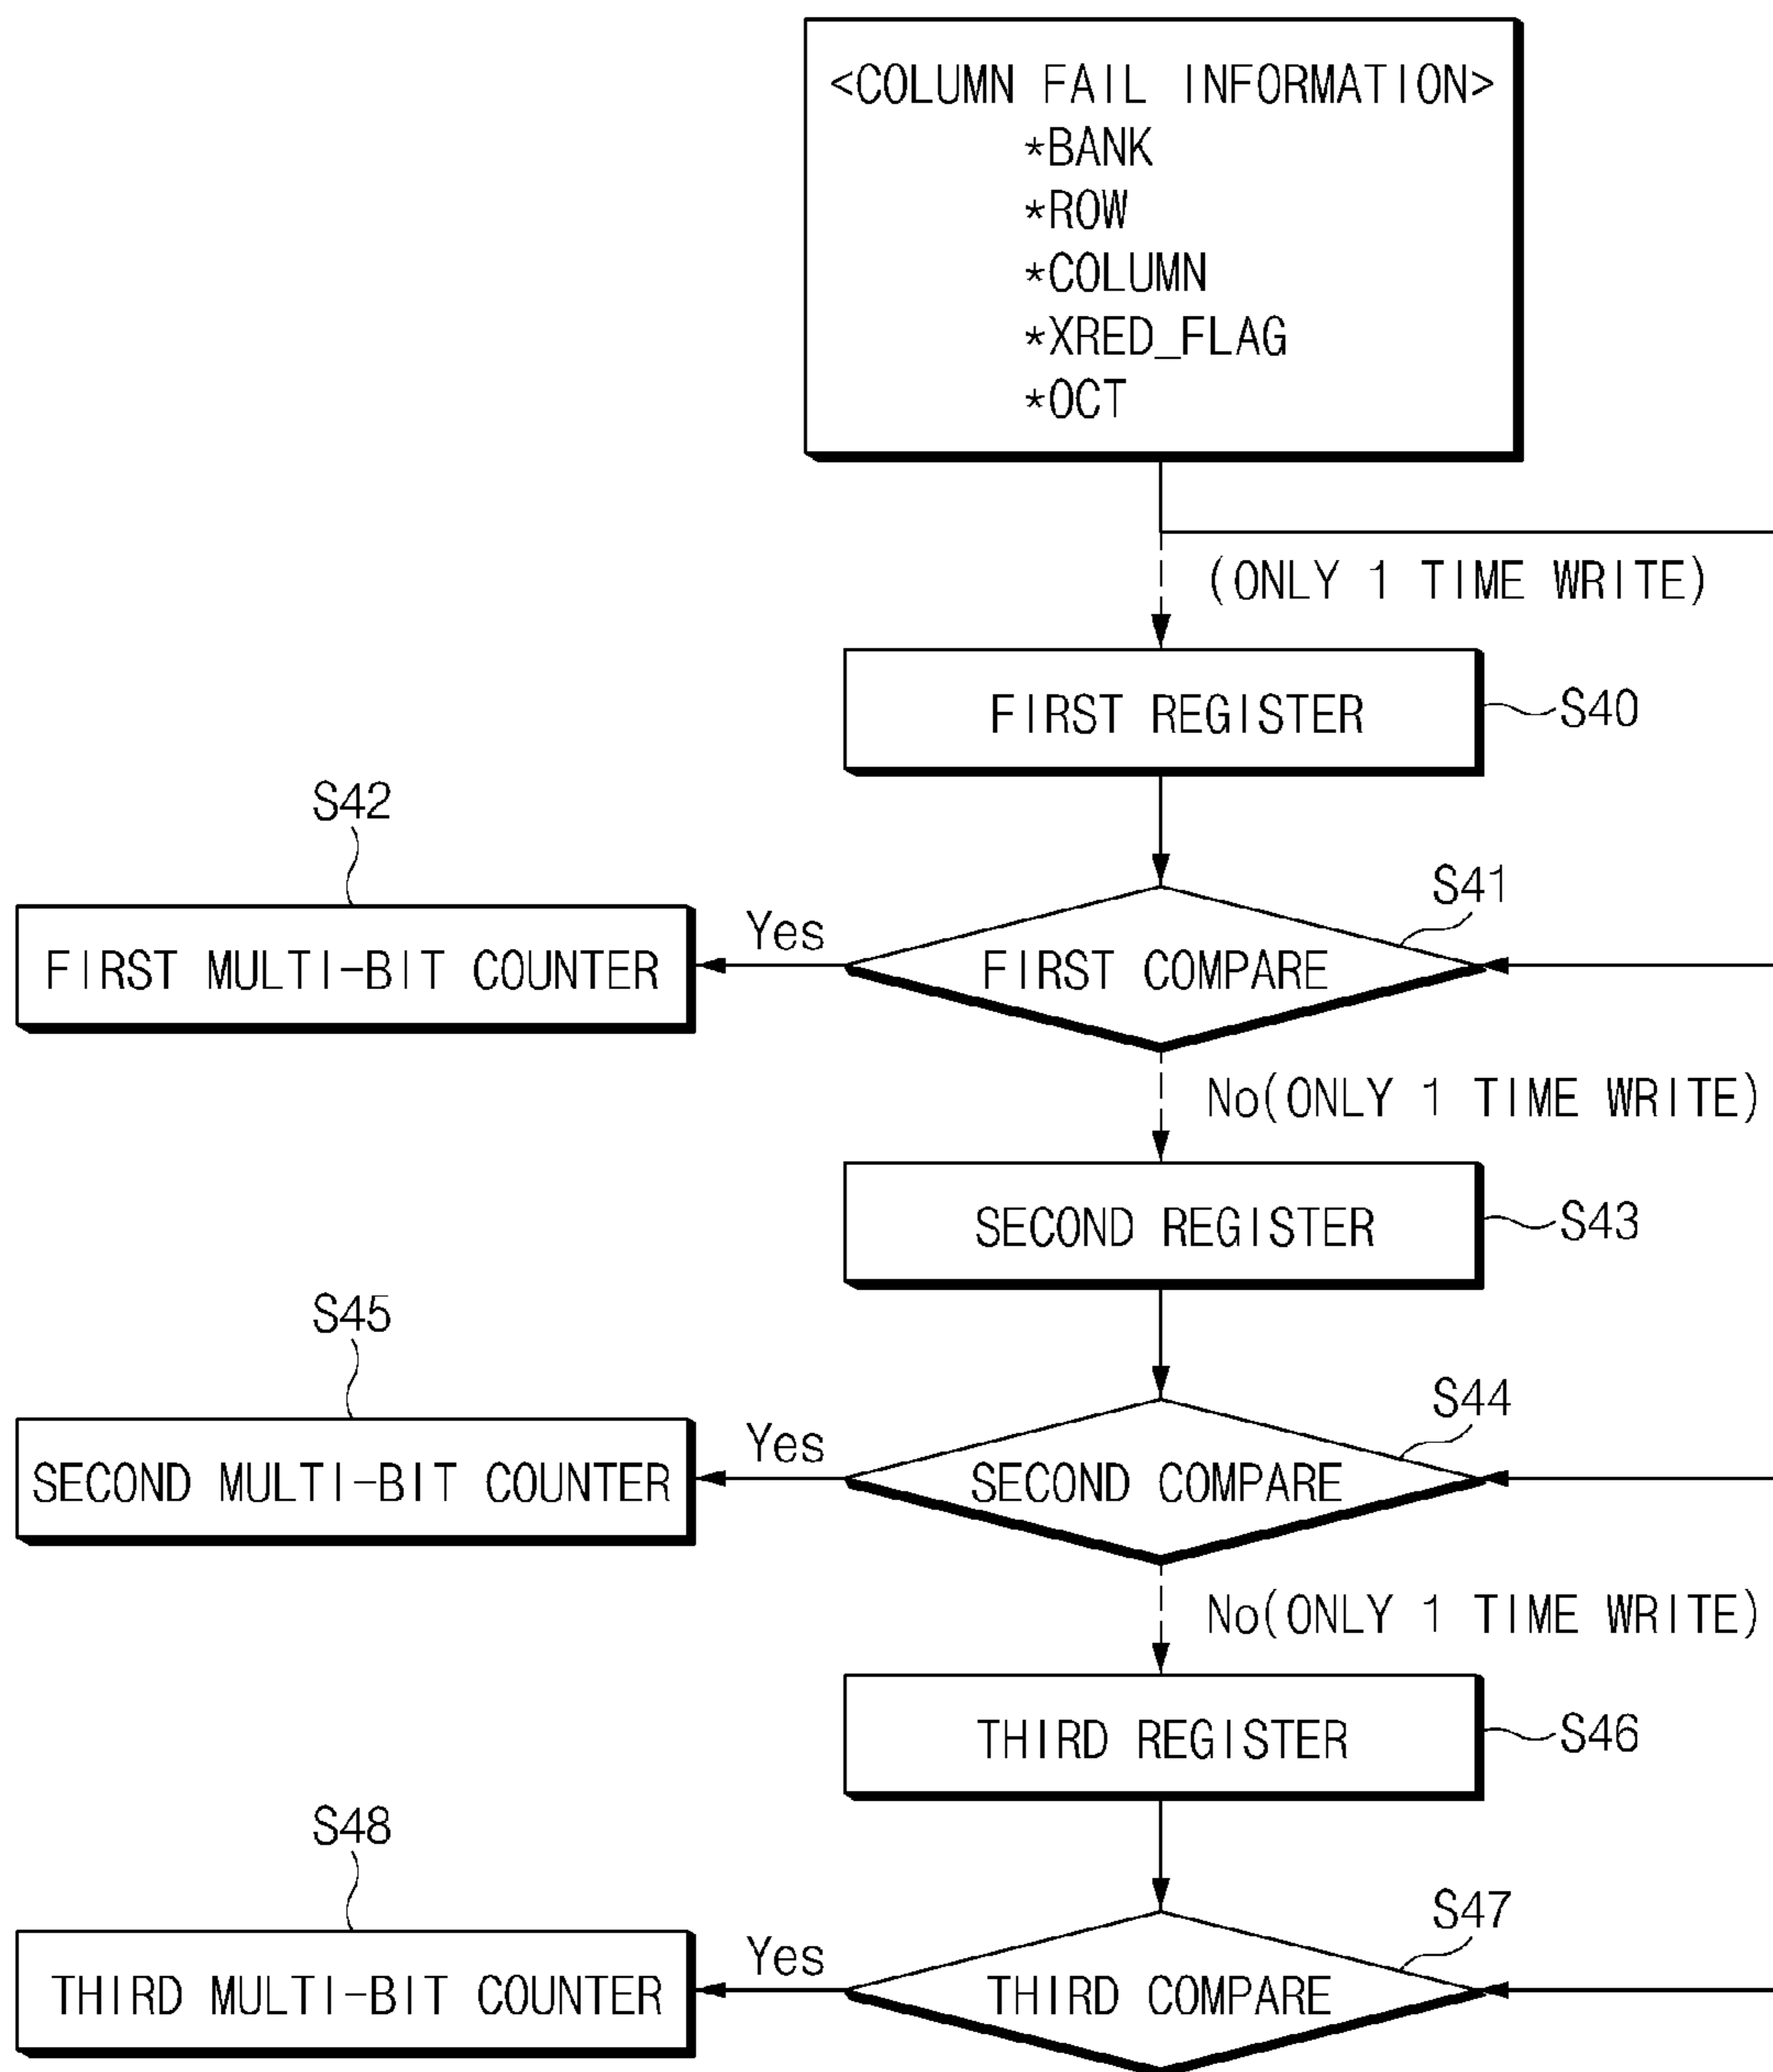 <COLUMN FAIL INFORMATION>
*BANK
*ROW
*COLUMN
*XRED_FLAG
*OCT
(ONLY 1 TIME WRITE)
FIRST REGISTER
S40
S42
S41
FIRST MULTI-BIT COUNTER
Yes
FIRST COMPARE
No(ONLY 1 TIME WRITE)
SECOND REGISTER
S43
S45
S44
SECOND MULTI-BIT COUNTER
Yes
SECOND COMPARE
No(ONLY 1 TIME WRITE)
THIRD REGISTER
S46
S48
S47
THIRD MULTI-BIT COUNTER
Yes
THIRD COMPARE